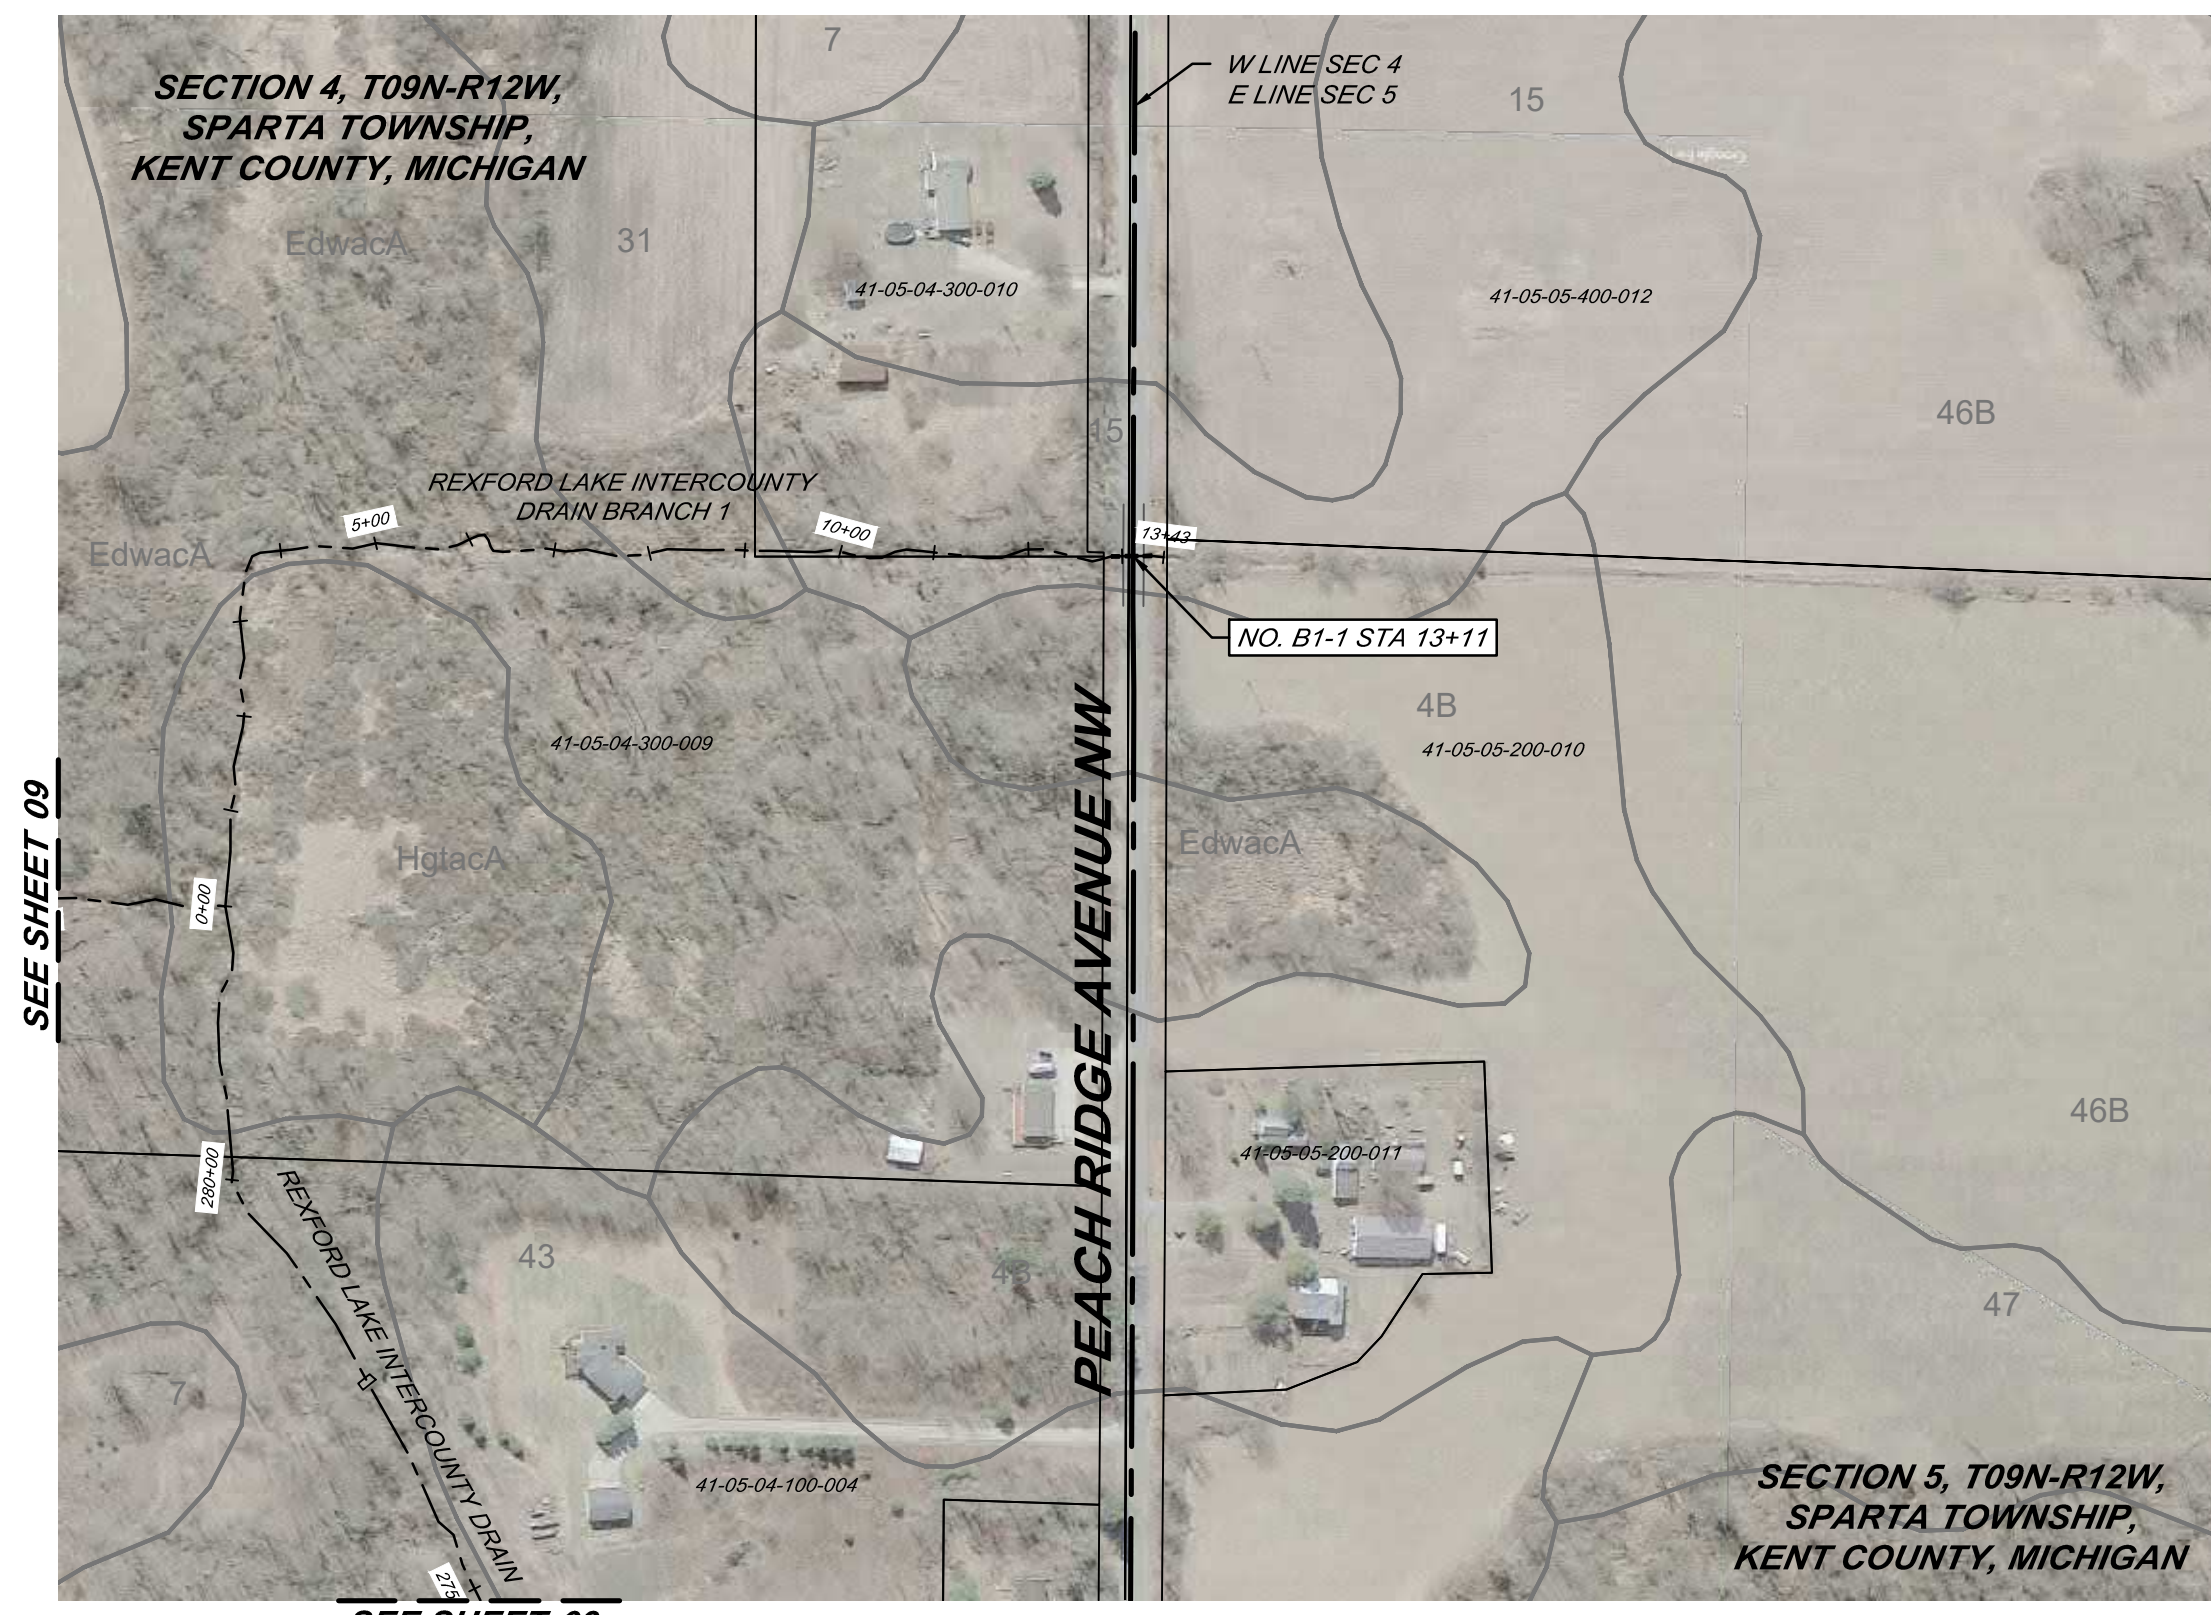 7
W LINE SEC 4
E LINE SEC 5
15
SECTION 4, T09N-R12W,
SPARTA TOWNSHIP,
KENT COUNTY, MICHIGAN
EdwacA
31
41-05-04-300-010
41-05-05-400-012
46B
15
REXFORD LAKE INTERCOUNTY
DRAIN BRANCH 1
5+00
10+00
13+43
EdwacA
NO. B1-1 STA 13+11
4B
41-05-04-300-009
41-05-05-200-010
SEE SHEET 09
HgtacA
EdwacA
0+00
PEACH RIDGE AVENUE NW
46B
41-05-05-200-011
280+00
REXFORD LAKE INTERCOUNTY DRAIN
43
47
7
41-05-04-100-004
SECTION 5, T09N-R12W,
SPARTA TOWNSHIP,
KENT COUNTY, MICHIGAN
275
SEE SHEET